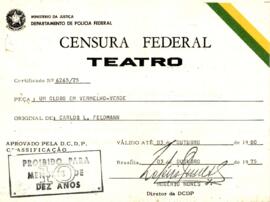 MINISTÉRIO DA JUSTIÇA
DEPARTAMENTO DE POLÍCIA FEDERAL
CENSURA FEDERAL
TEATRO
Certificado Nº 6265/75
PEÇA: UM CUBO EM VERMELHO-VERDE
ORIGINAL DE: CARLOS L. FELDMANN
APROVADO PELA D.C.D.P.
CLASSIFICAÇÃO
VÁLIDO ATÉ 03 DE OUTUBRO DE 1980
Brasília, 03 DE OUTUBRO DE 1975
PROIBIDO PARA
MENORES DE
DEZ ANOS
ROGÉRIO NUNES
Diretor da DCDP